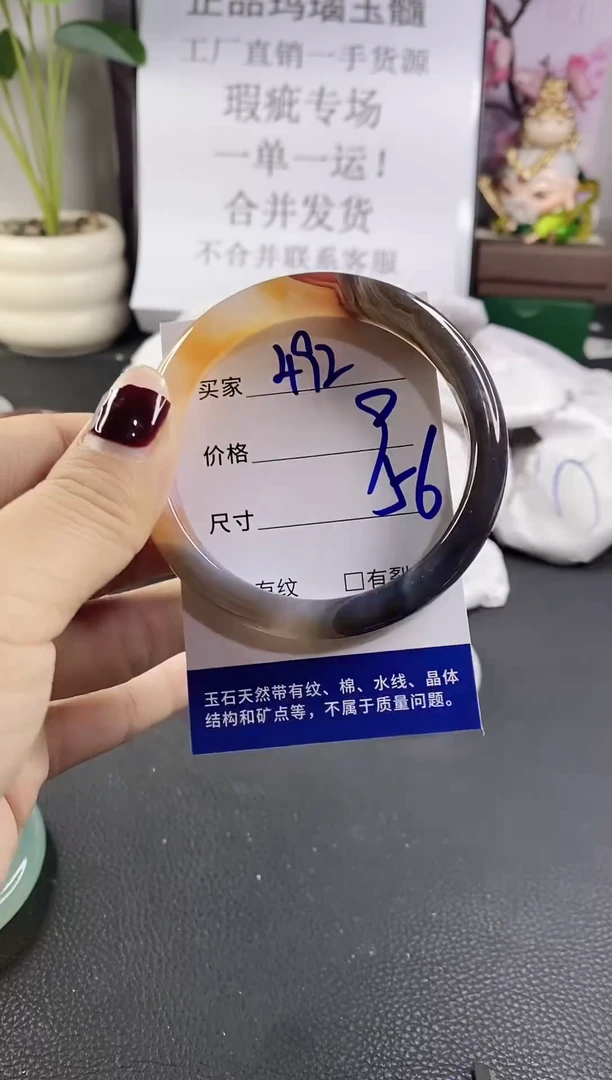 正品玛瑙玉髓
工厂直销一手货源
瑕疵专场
一单一运！
合并发货
不合并联系客服
买家 492
价格
尺寸 56
有纹 □有裂
玉石天然带有纹、棉、水线、晶体
结构和矿点等，不属于质量问题。